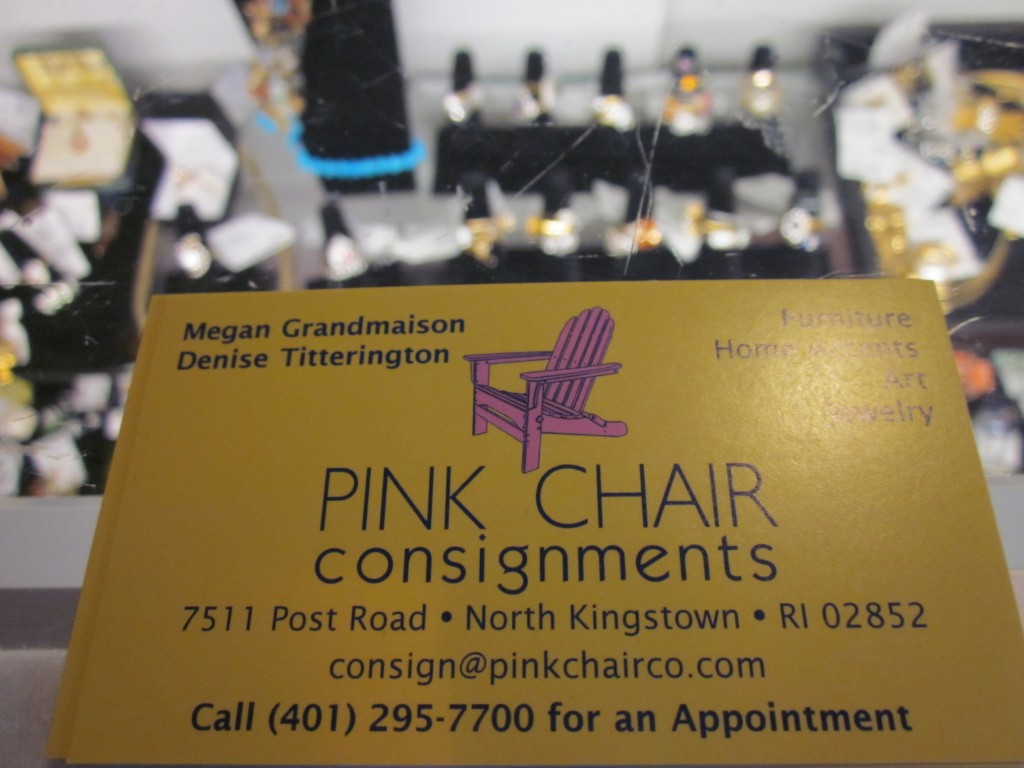 Megan Grandmaison
Denise Titterington
Furniture
Home Accents
Art
Jewelry
PINK CHAIR
consignments
7511 Post Road • North Kingstown • RI 02852
consign@pinkchairco.com
Call (401) 295-7700 for an Appointment